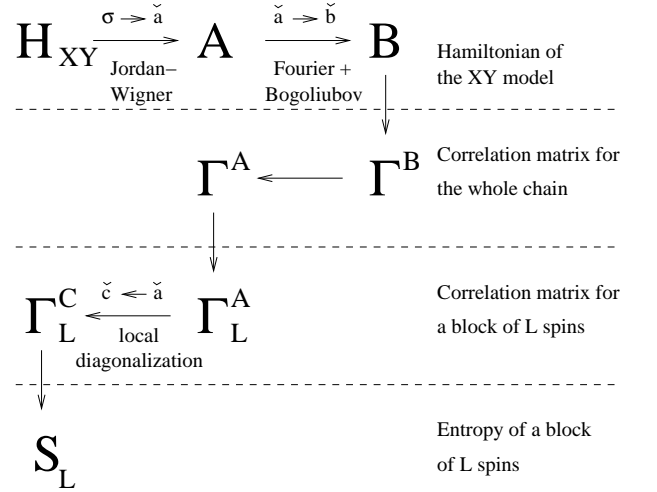 σ → ǎ ǎ → b̌
H_XY A B
Jordan–
Wigner
Fourier +
Bogoliubov
Hamiltonian of
the XY model
Γ^A Γ^B
Correlation matrix for
the whole chain
č ← ǎ
Γ^C_L Γ^A_L
local
diagonalization
Correlation matrix for
a block of L spins
S_L
Entropy of a block
of L spins